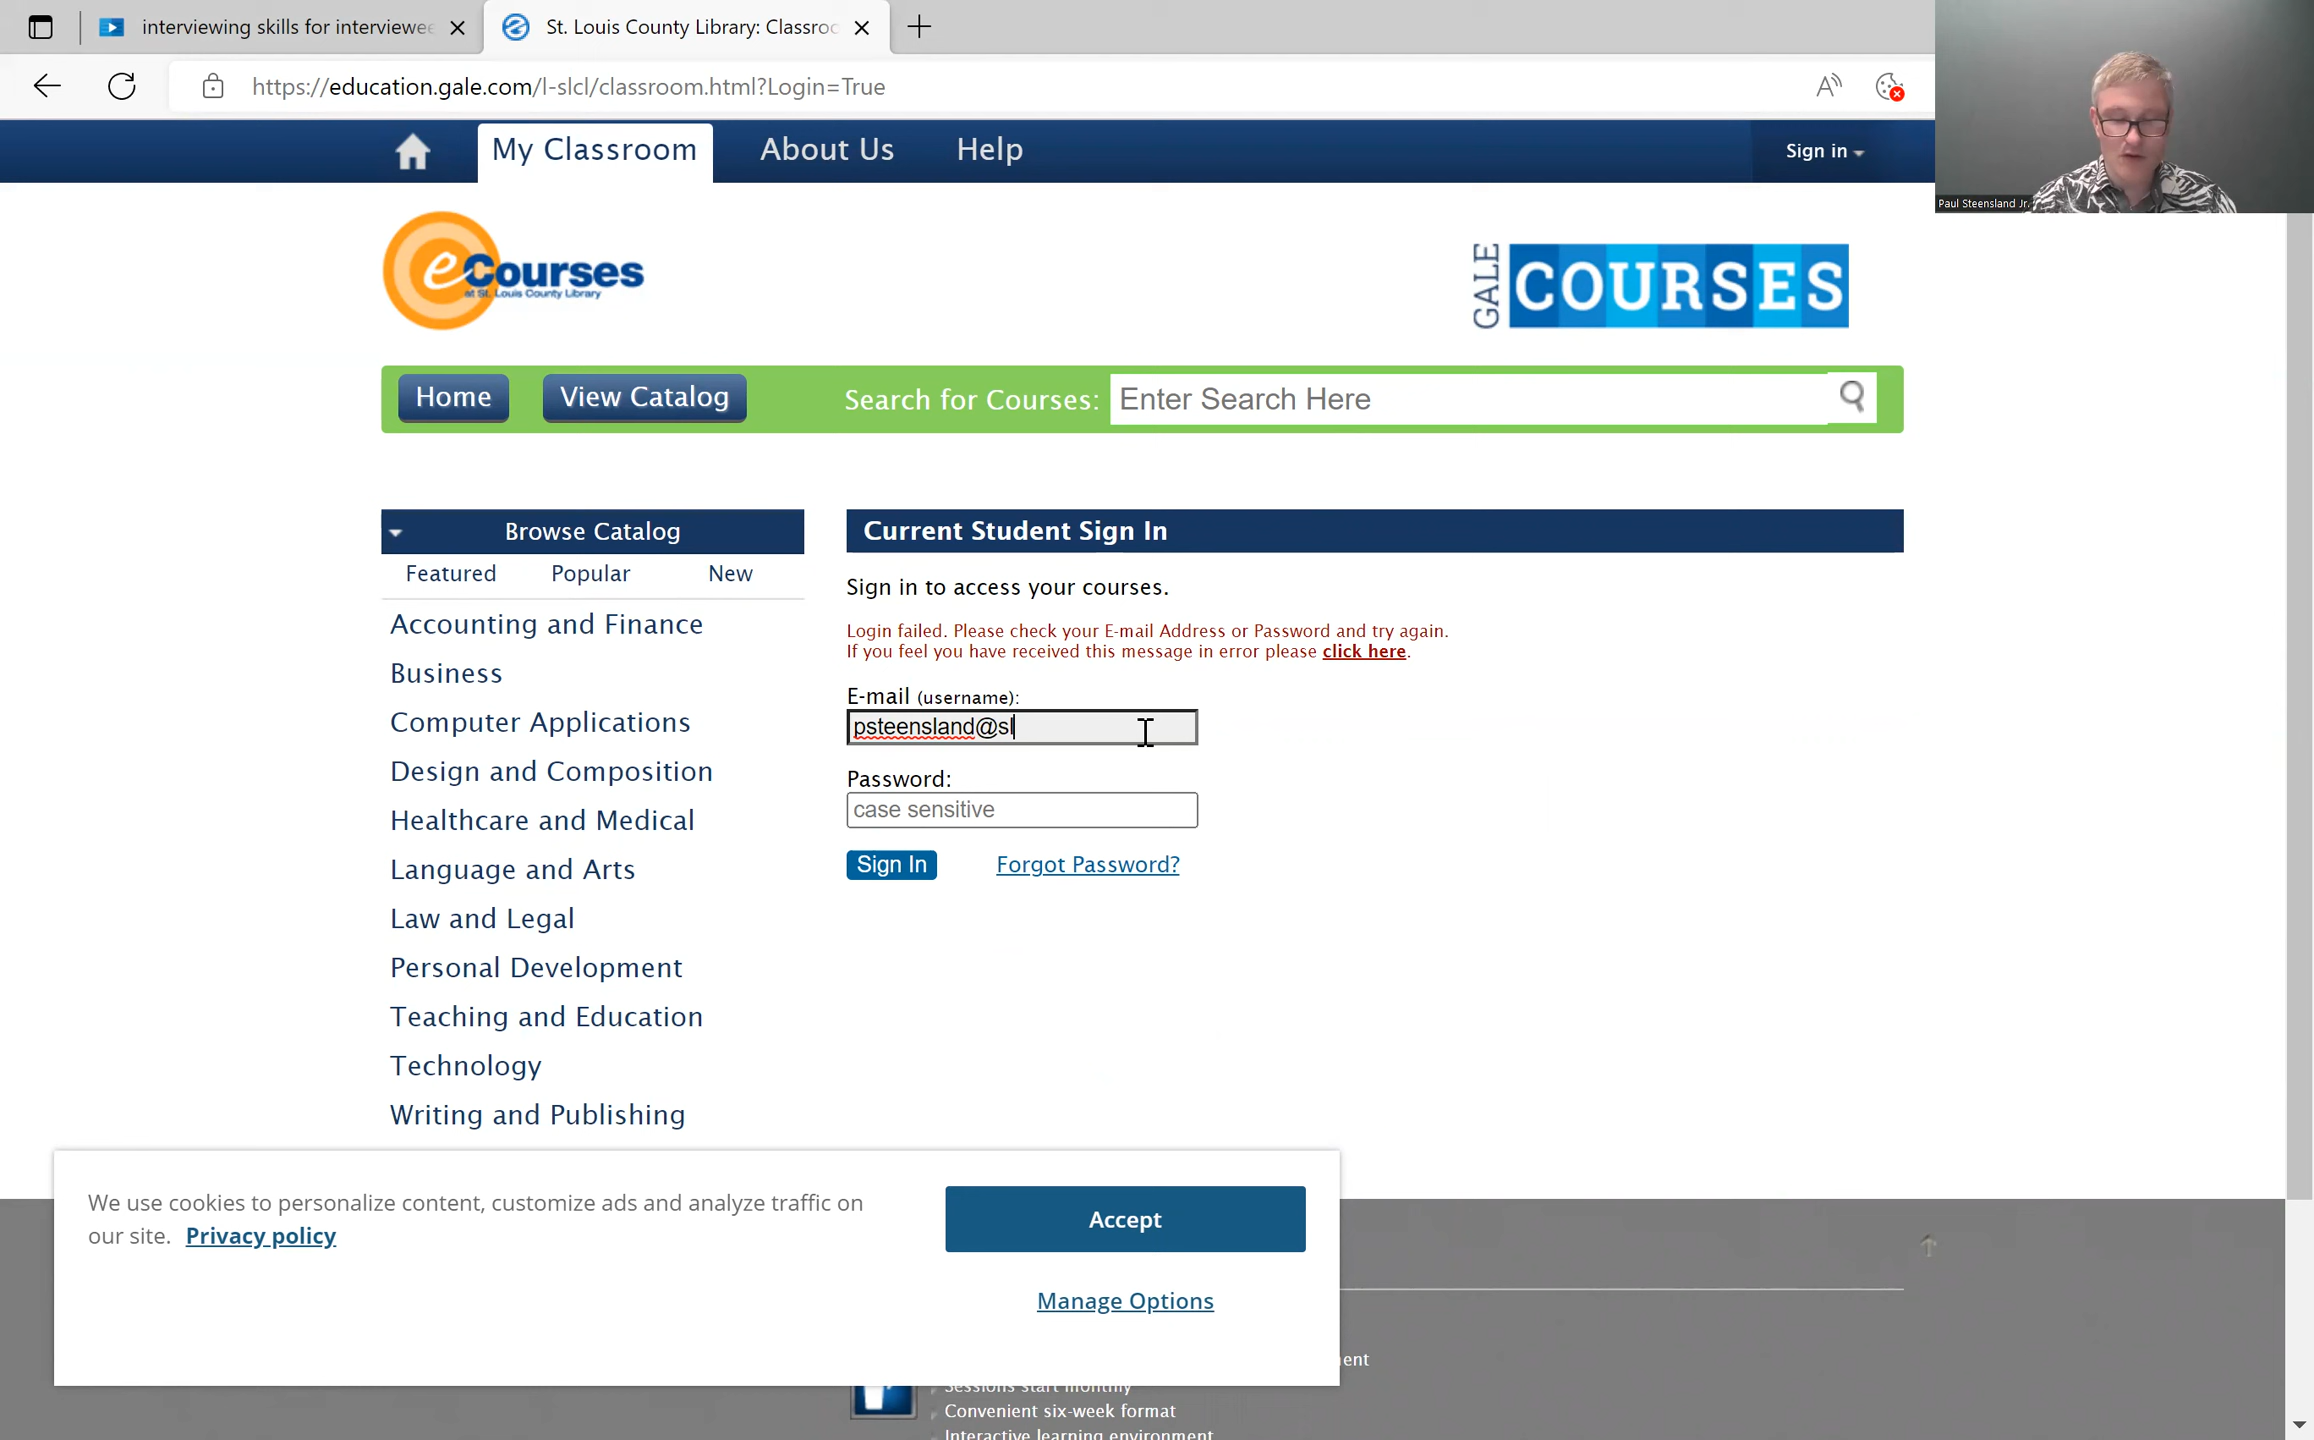 interviewing skills for interviewee
St. Louis County Library: Classroo
https://education.gale.com/l-slcl/classroom.html?Login=True
My Classroom
About Us
Help
Sign in
Paul Steensland Jr.
eCourses
at St. Louis County Library
GALE COURSES
Home
View Catalog
Search for Courses:
Enter Search Here
Browse Catalog
Featured
Popular
New
Accounting and Finance
Business
Computer Applications
Design and Composition
Healthcare and Medical
Language and Arts
Law and Legal
Personal Development
Teaching and Education
Technology
Writing and Publishing
Current Student Sign In
Sign in to access your courses.
Login failed. Please check your E-mail Address or Password and try again.
If you feel you have received this message in error please click here.
E-mail (username):
psteensland@sl
Password:
case sensitive
Sign In
Forgot Password?
We use cookies to personalize content, customize ads and analyze traffic on
our site. Privacy policy
Accept
Manage Options
ent
Sessions start monthly
Convenient six-week format
Interactive learning environment